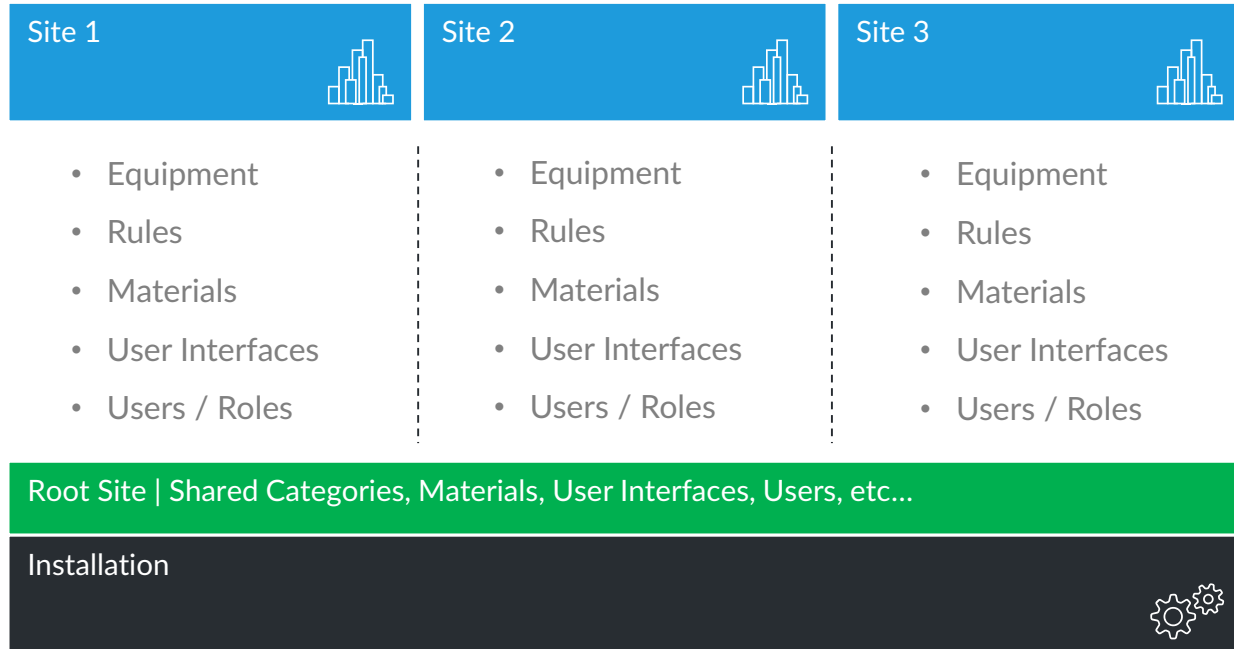 Site 1
Site 2
Site 3
• Equipment
• Rules
• Materials
• User Interfaces
• Users / Roles
• Equipment
• Rules
• Materials
• User Interfaces
• Users / Roles
• Equipment
• Rules
• Materials
• User Interfaces
• Users / Roles
Root Site | Shared Categories, Materials, User Interfaces, Users, etc...
Installation